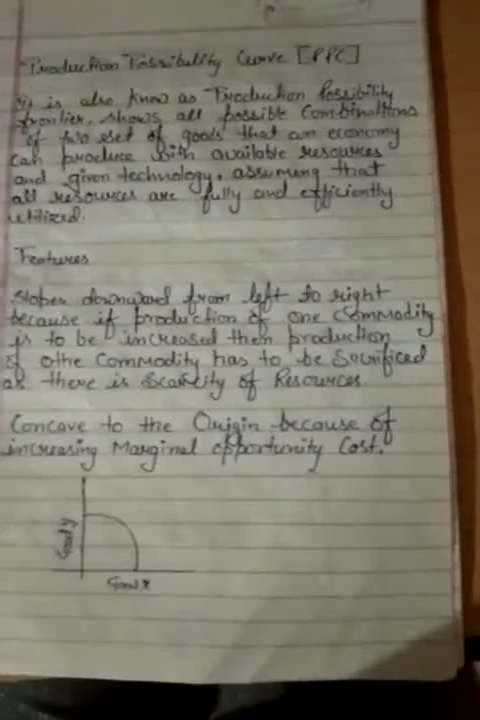 Production Possibility Curve [PPC]
It is also know as Production Possibility
frontier, shows all possible Combinations
of two set of goods that an economy
can produce with available resources
and given technology, assuming that
all resources are fully and efficiently
utilized.
Features
Slopes downward from left to right
because if production of one Commodity
is to be increased then production
of othe Commodity has to be Sacrificed
as there is Scarcity of Resources
Concave to the Origin because of
increasing Marginal opportunity Cost.
Good y
Good x